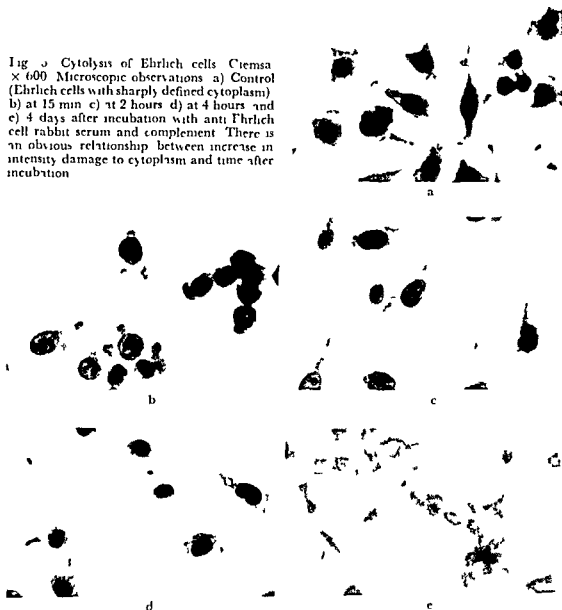 Fig 5 Cytolysis of Ehrlich cells Giemsa
× 600 Microscopic observations a) Control
(Ehrlich cells with sharply defined cytoplasm)
b) at 15 min c) at 2 hours d) at 4 hours and
e) 4 days after incubation with anti Ehrlich
cell rabbit serum and complement There is
an obvious relationship between increase in
intensity damage to cytoplasm and time after
incubation
a
b
c
d
e